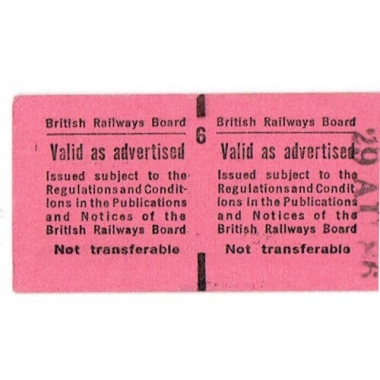 British Railways Board
Valid as advertised
Issued subject to the
Regulations and Condit-
ions in the Publications
and Notices of the
British Railways Board
Not transferable
6
British Railways Board
Valid as advertised
Issued subject to the
Regulations and Condit-
ions in the Publications
and Notices of the
British Railways Board
Not transferable